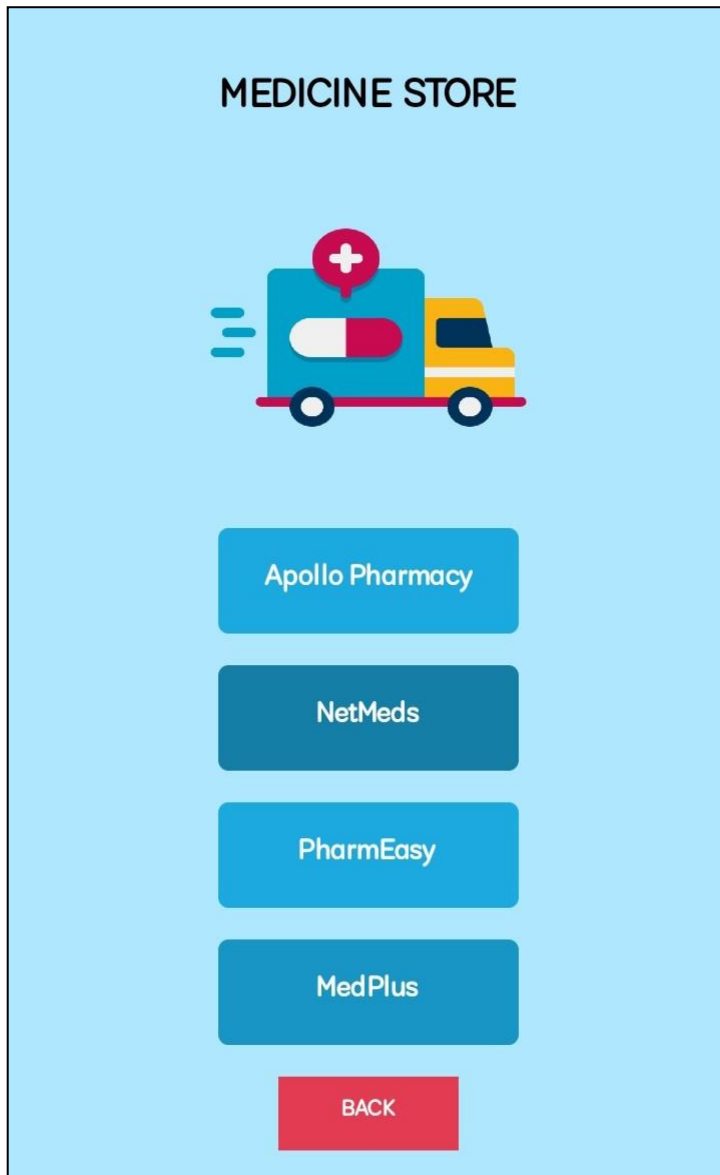 MEDICINE STORE
Apollo Pharmacy
NetMeds
PharmEasy
MedPlus
BACK